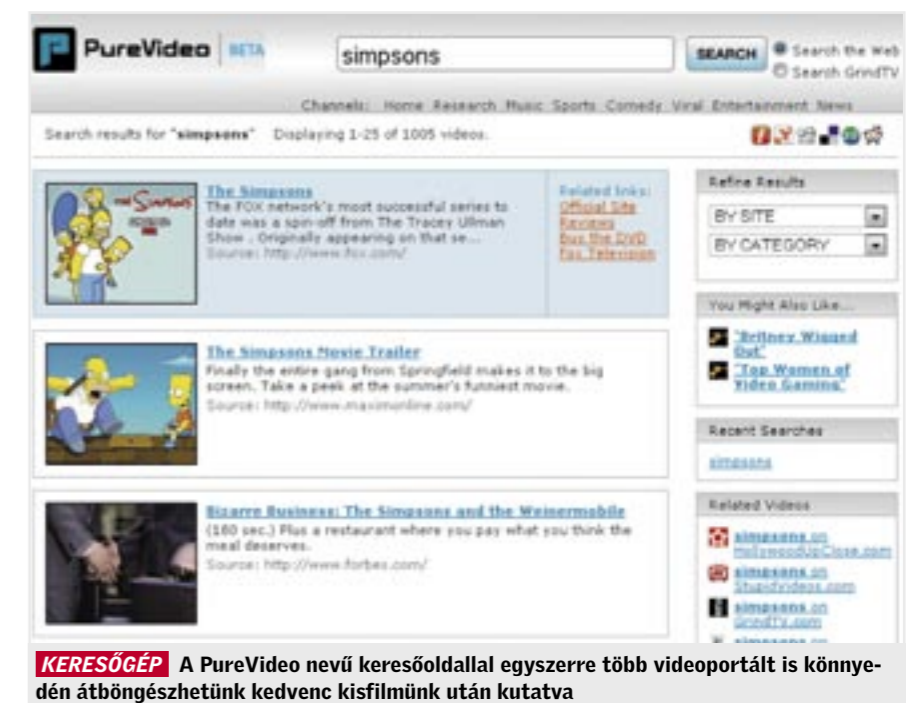 PureVideo BETA
simpsons
SEARCH
Search the Web
Search GrindTV
Channels: Home Research Music Sports Comedy Viral Entertainment News
Search results for "simpsons" Displaying 1-25 of 1005 videos.
The Simpsons
The FOX network's most successful series to
date was a spin-off from The Tracey Ullman
Show . Originally appearing on that se...
Source: http://www.fox.com/
Related links:
Official Site
Reviews
Buy the DVD
Fox Television
The Simpsons Movie Trailer
Finally the entire gang from Springfield makes it to the big
screen. Take a peek at the summer's funniest movie.
Source: http://www.maximonline.com/
Bizarre Business: The Simpsons and the Weinermobile
(180 sec.) Plus a restaurant where you pay what you think the
meal deserves.
Source: http://www.forbes.com/
Refine Results
BY SITE
BY CATEGORY
You Might Also Like...
"Britney Wigged
Out"
"Top Women of
Video Gaming"
Recent Searches
simpsons
Related Videos
simpsons on
HollywoodUpClose.com
simpsons on
StupidVideos.com
simpsons on
GrindTV.com
simpsons on
KERESŐGÉP A PureVideo nevű keresőoldallal egyszerre több videoportált is könnye-
dén átböngészhetünk kedvenc kisfilmünk után kutatva